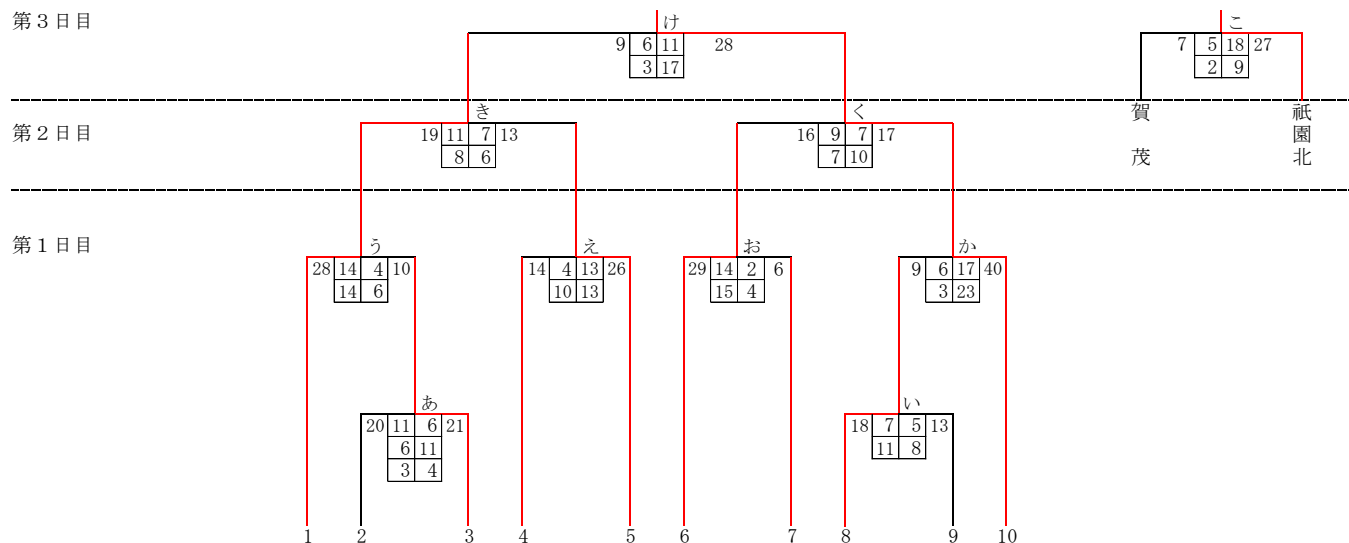 第３日目
け
こ
9 6 11 28
3 17
7 5 18 27
2 9
賀茂
祇園北
第２日目
き
く
19 11 7 13
8 6
16 9 7 17
7 10
第１日目
う
え
お
か
28 14 4 10
14 6
14 4 13 26
10 13
29 14 2 6
15 4
9 6 17 40
3 23
あ
い
20 11 6 21
6 11
3 4
18 7 5 13
11 8
1 2 3 4 5 6 7 8 9 10